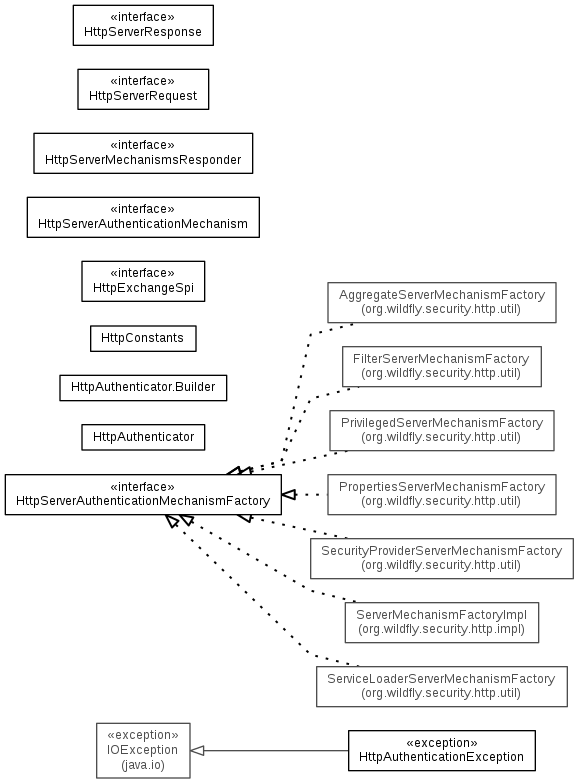 «interface»
HttpServerResponse
«interface»
HttpServerRequest
«interface»
HttpServerMechanismsResponder
«interface»
HttpServerAuthenticationMechanism
«interface»
HttpExchangeSpi
HttpConstants
HttpAuthenticator.Builder
HttpAuthenticator
«interface»
HttpServerAuthenticationMechanismFactory
AggregateServerMechanismFactory
(org.wildfly.security.http.util)
FilterServerMechanismFactory
(org.wildfly.security.http.util)
PrivilegedServerMechanismFactory
(org.wildfly.security.http.util)
PropertiesServerMechanismFactory
(org.wildfly.security.http.util)
SecurityProviderServerMechanismFactory
(org.wildfly.security.http.util)
ServerMechanismFactoryImpl
(org.wildfly.security.http.impl)
ServiceLoaderServerMechanismFactory
(org.wildfly.security.http.util)
«exception»
IOException
(java.io)
«exception»
HttpAuthenticationException